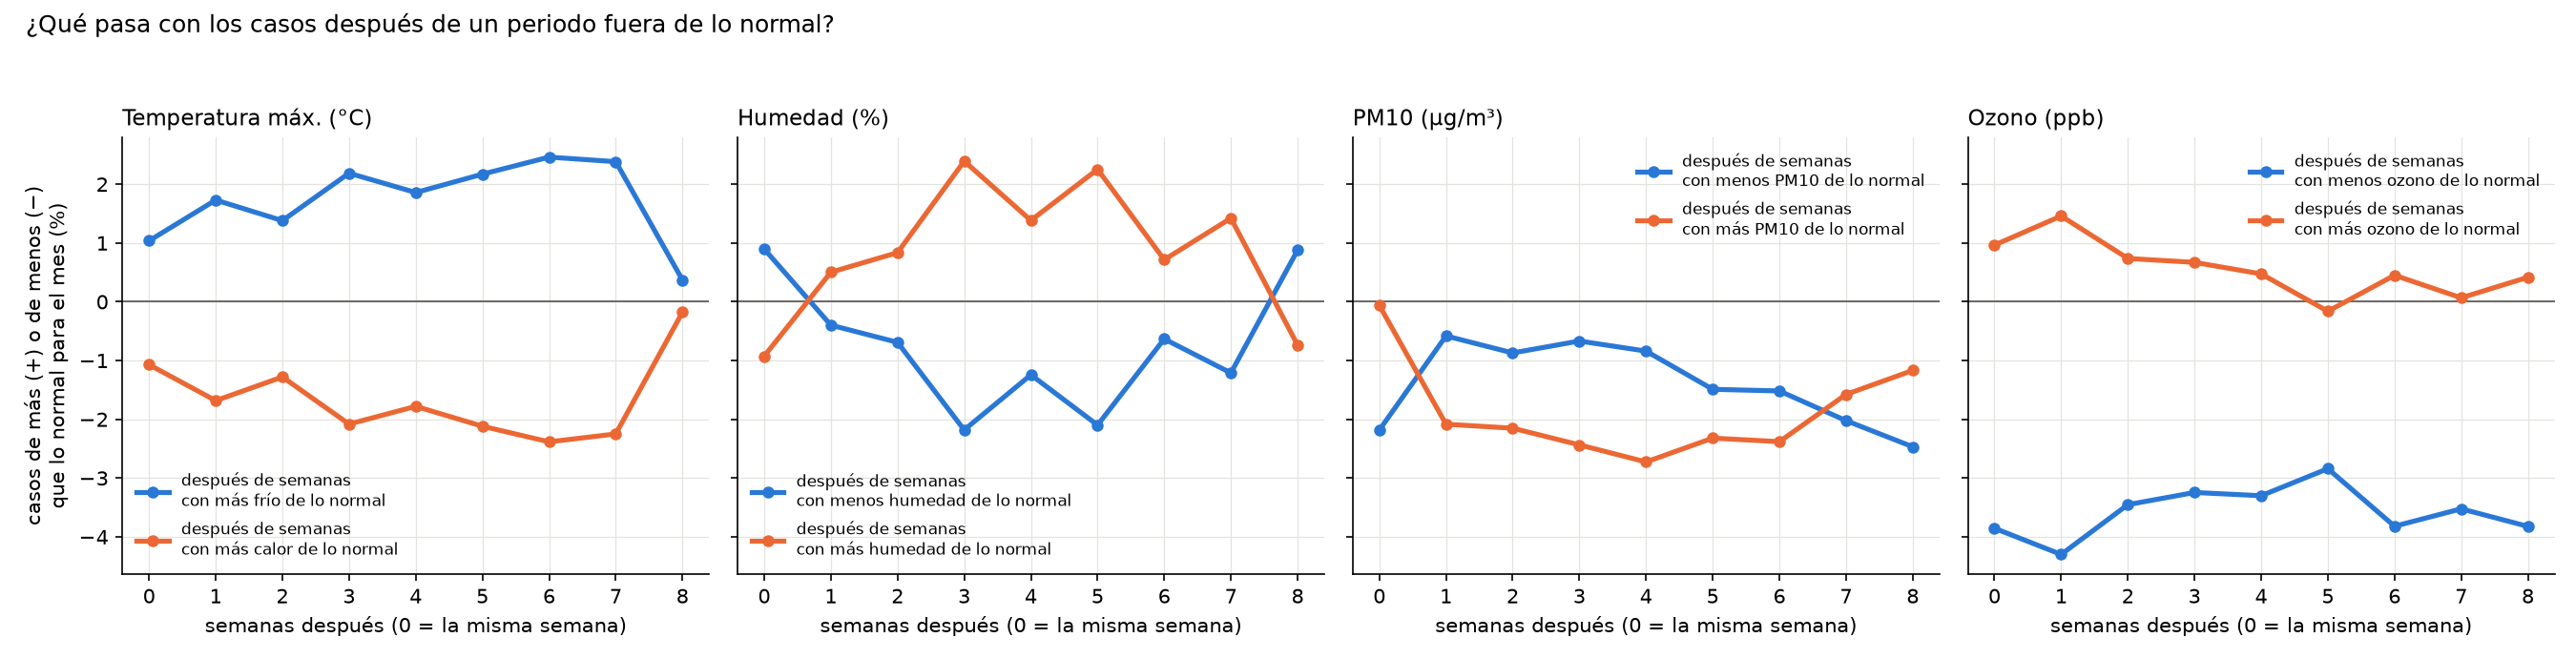 ¿Qué pasa con los casos después de un periodo fuera de lo normal?
casos de más (+) o de menos (−)
que lo normal para el mes (%)
Temperatura máx. (°C)
2
1
0
−1
−2
−3
−4
después de semanas
con más frío de lo normal
después de semanas
con más calor de lo normal
0 1 2 3 4 5 6 7 8
semanas después (0 = la misma semana)
Humedad (%)
después de semanas
con menos humedad de lo normal
después de semanas
con más humedad de lo normal
0 1 2 3 4 5 6 7 8
semanas después (0 = la misma semana)
PM10 (µg/m³)
después de semanas
con menos PM10 de lo normal
después de semanas
con más PM10 de lo normal
0 1 2 3 4 5 6 7 8
semanas después (0 = la misma semana)
Ozono (ppb)
después de semanas
con menos ozono de lo normal
después de semanas
con más ozono de lo normal
0 1 2 3 4 5 6 7 8
semanas después (0 = la misma semana)